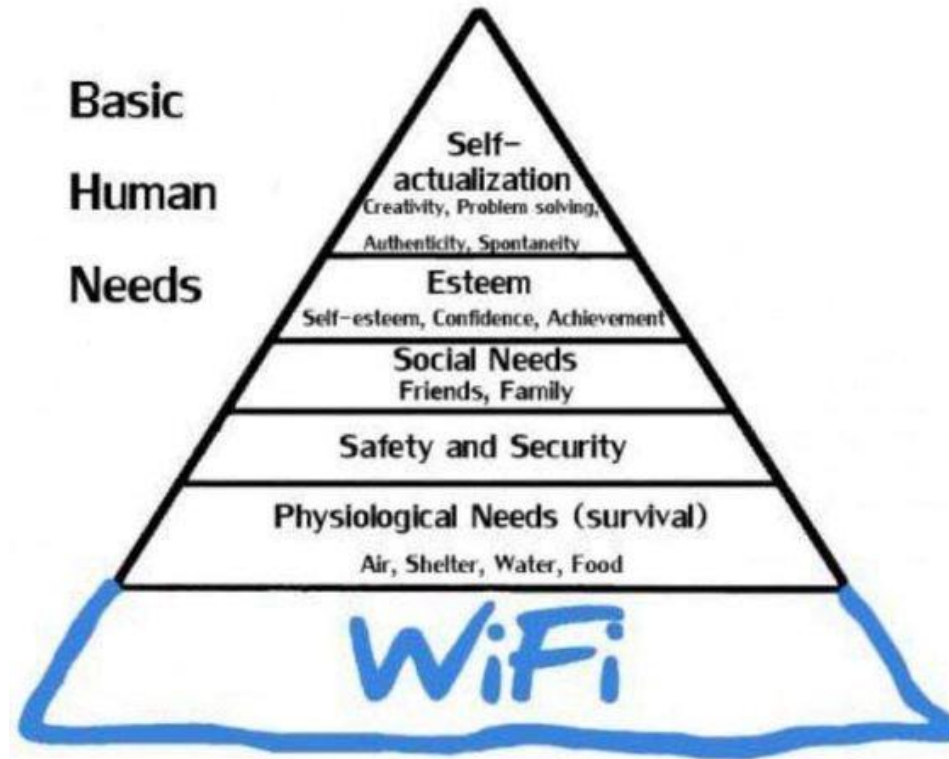 Basic
Human
Needs
Self-
actualization
Creativity, Problem solving,
Authenticity, Spontaneity
Esteem
Self-esteem, Confidence, Achievement
Social Needs
Friends, Family
Safety and Security
Physiological Needs (survival)
Air, Shelter, Water, Food
WiFi